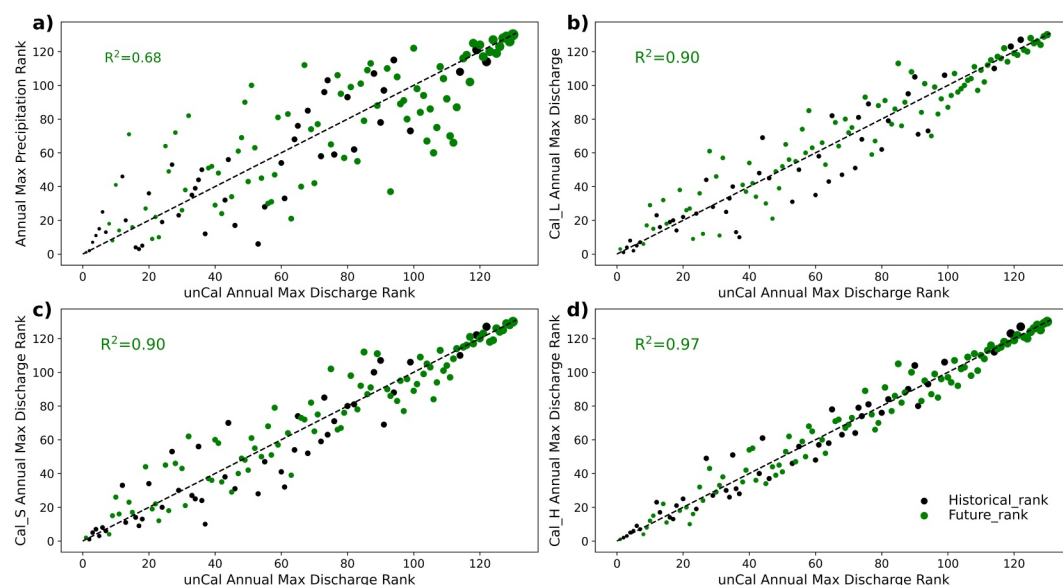 a)
R²=0.68
Annual Max Precipitation Rank
120
100
80
60
40
20
0
0 20 40 60 80 100 120
unCal Annual Max Discharge Rank
b)
R²=0.90
Cal_L Annual Max Discharge
120
100
80
60
40
20
0
0 20 40 60 80 100 120
unCal Annual Max Discharge Rank
c)
R²=0.90
Cal_S Annual Max Discharge Rank
120
100
80
60
40
20
0
0 20 40 60 80 100 120
unCal Annual Max Discharge Rank
d)
R²=0.97
Cal_H Annual Max Discharge Rank
120
100
80
60
40
20
0
Historical_rank
Future_rank
0 20 40 60 80 100 120
unCal Annual Max Discharge Rank